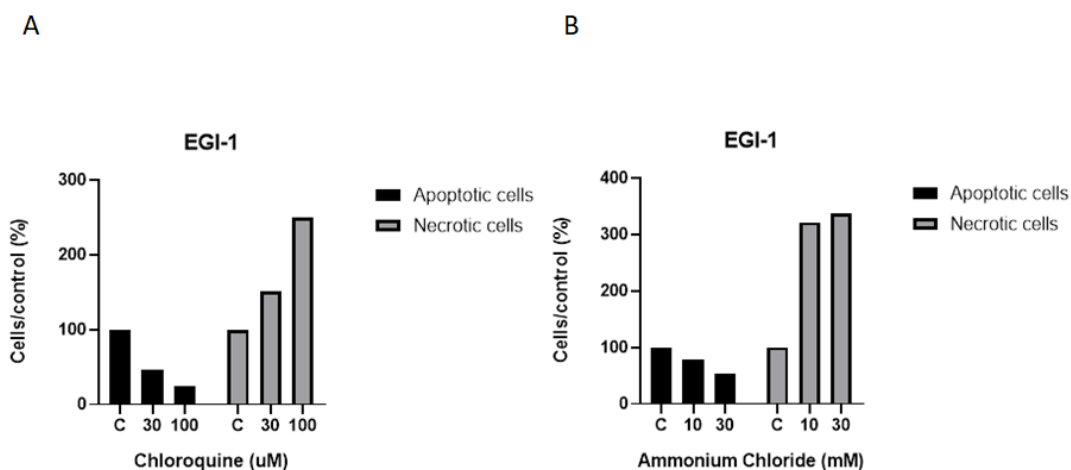 A
EGI-1
300
200
100
0
Cells/control (%)
C 30 100 C 30 100
Chloroquine (uM)
Apoptotic cells
Necrotic cells
B
EGI-1
400
300
200
100
0
Cells/control (%)
C 10 30 C 10 30
Ammonium Chloride (mM)
Apoptotic cells
Necrotic cells